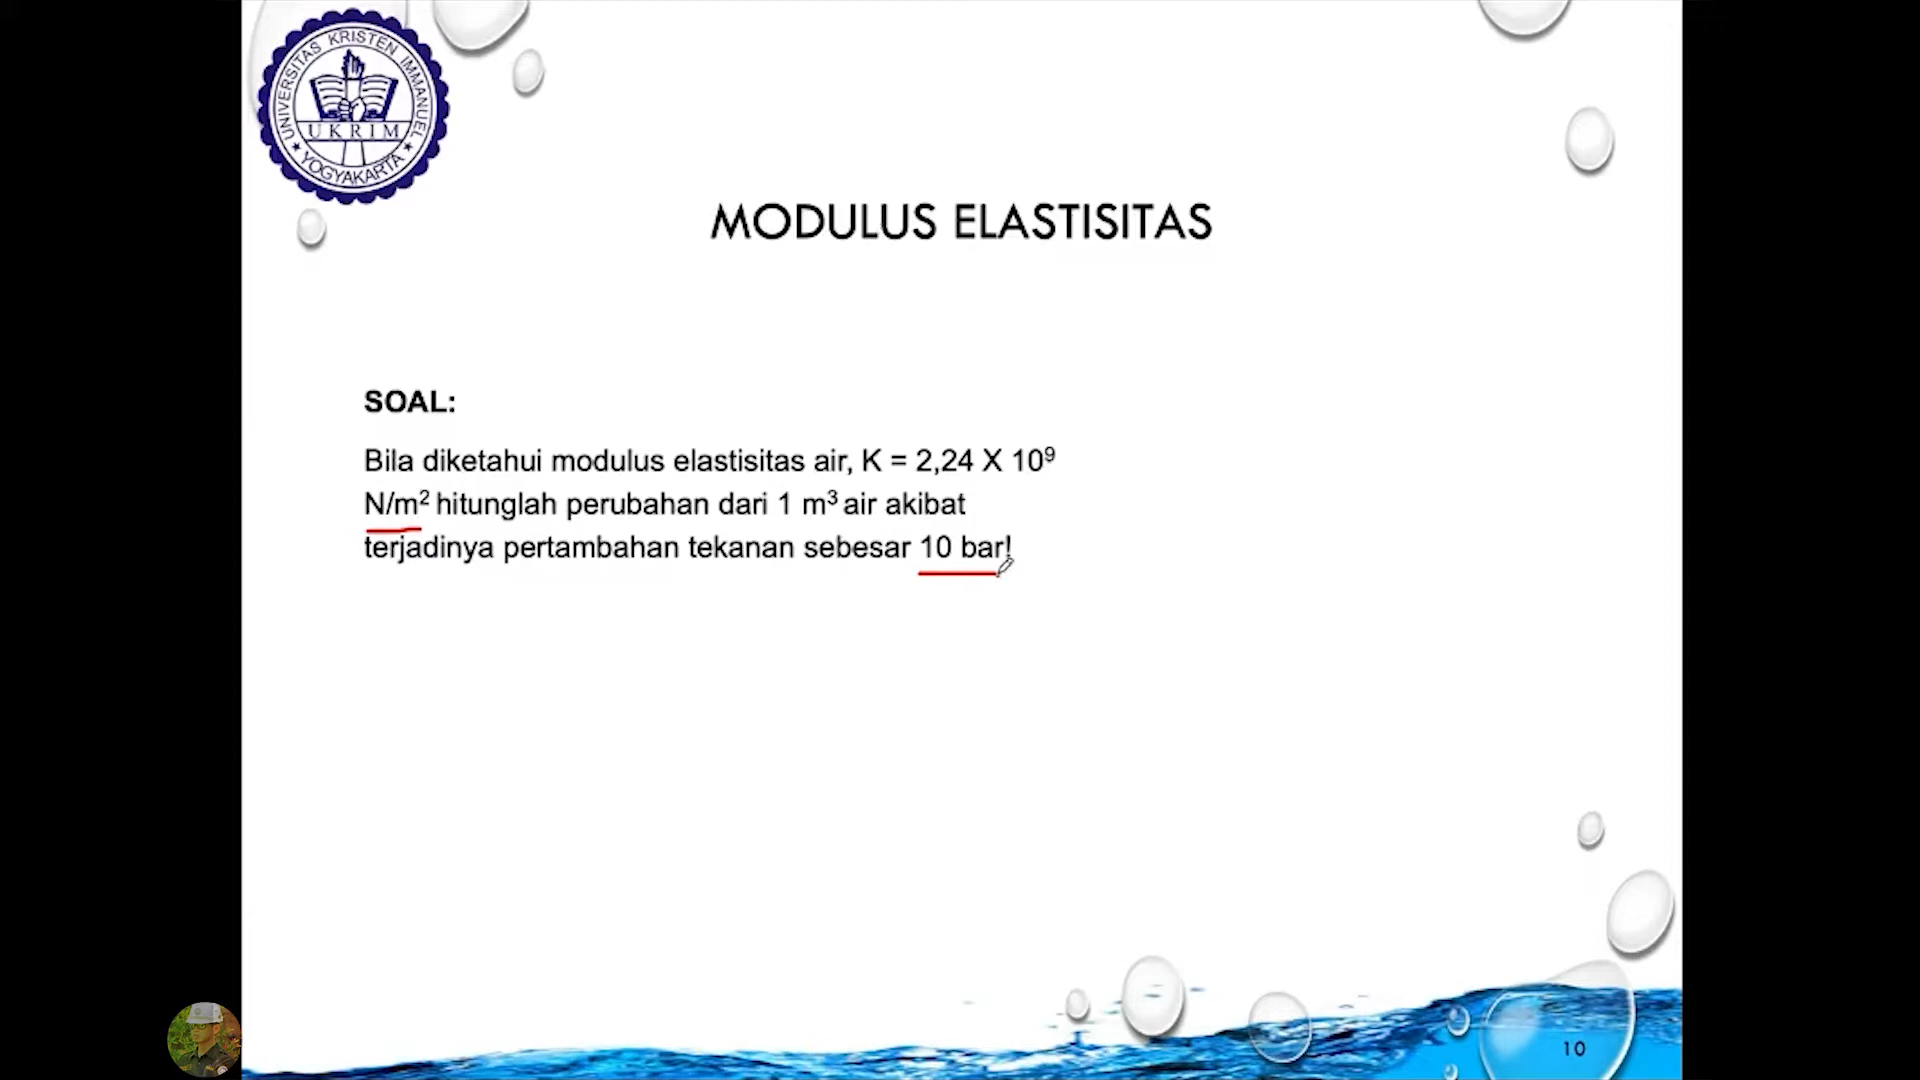 UNIVERSITAS KRISTEN IMMANUEL
UKRIM
YOGYAKARTA
MODULUS ELASTISITAS
SOAL:
Bila diketahui modulus elastisitas air, K = 2,24 X 10⁹
N/m² hitunglah perubahan dari 1 m³ air akibat
terjadinya pertambahan tekanan sebesar 10 bar!
10